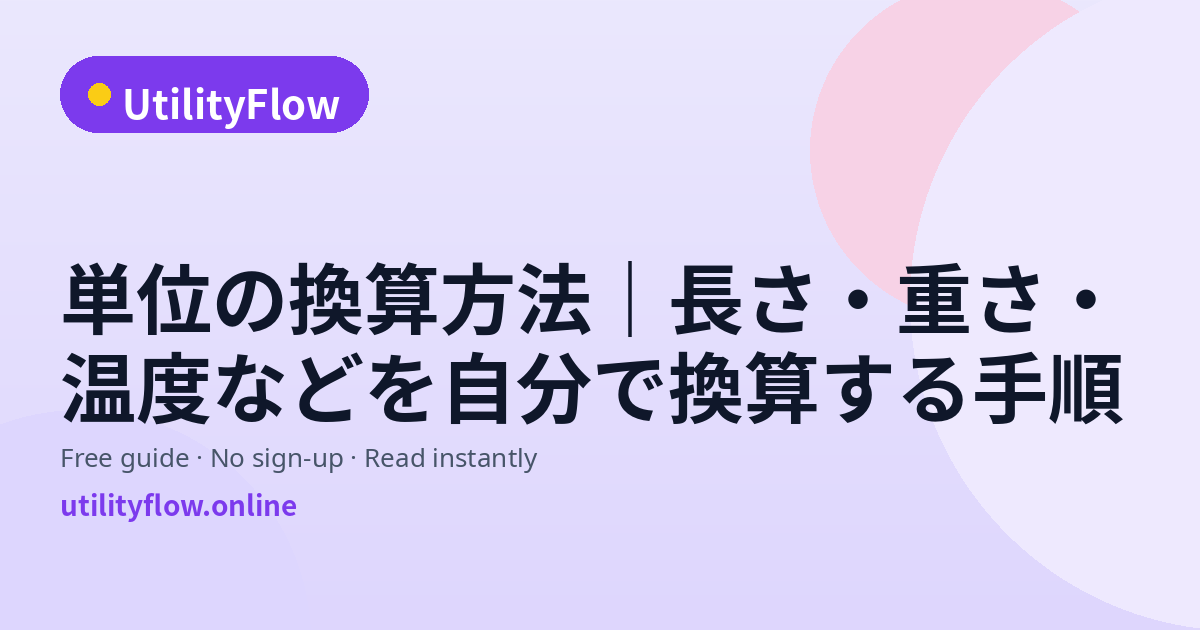 UtilityFlow
単位の換算方法｜長さ・重さ・
温度などを自分で換算する手順
Free guide · No sign-up · Read instantly
utilityflow.online